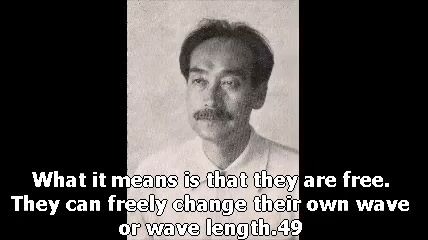 What it means is that they are free.
They can freely change their own wave
or wave length.49